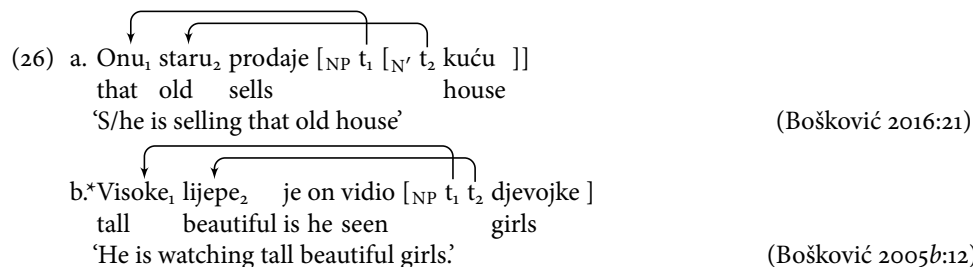 (26) a. Onu₁ staru₂ prodaje [NP t₁ [N′ t₂ kuću ]]
that old sells house
‘S/he is selling that old house’ (Bošković 2016:21)
b.*Visoke₁ lijepe₂ je on vidio [NP t₁ t₂ djevojke ]
tall beautiful is he seen girls
‘He is watching tall beautiful girls.’ (Bošković 2005b:12)